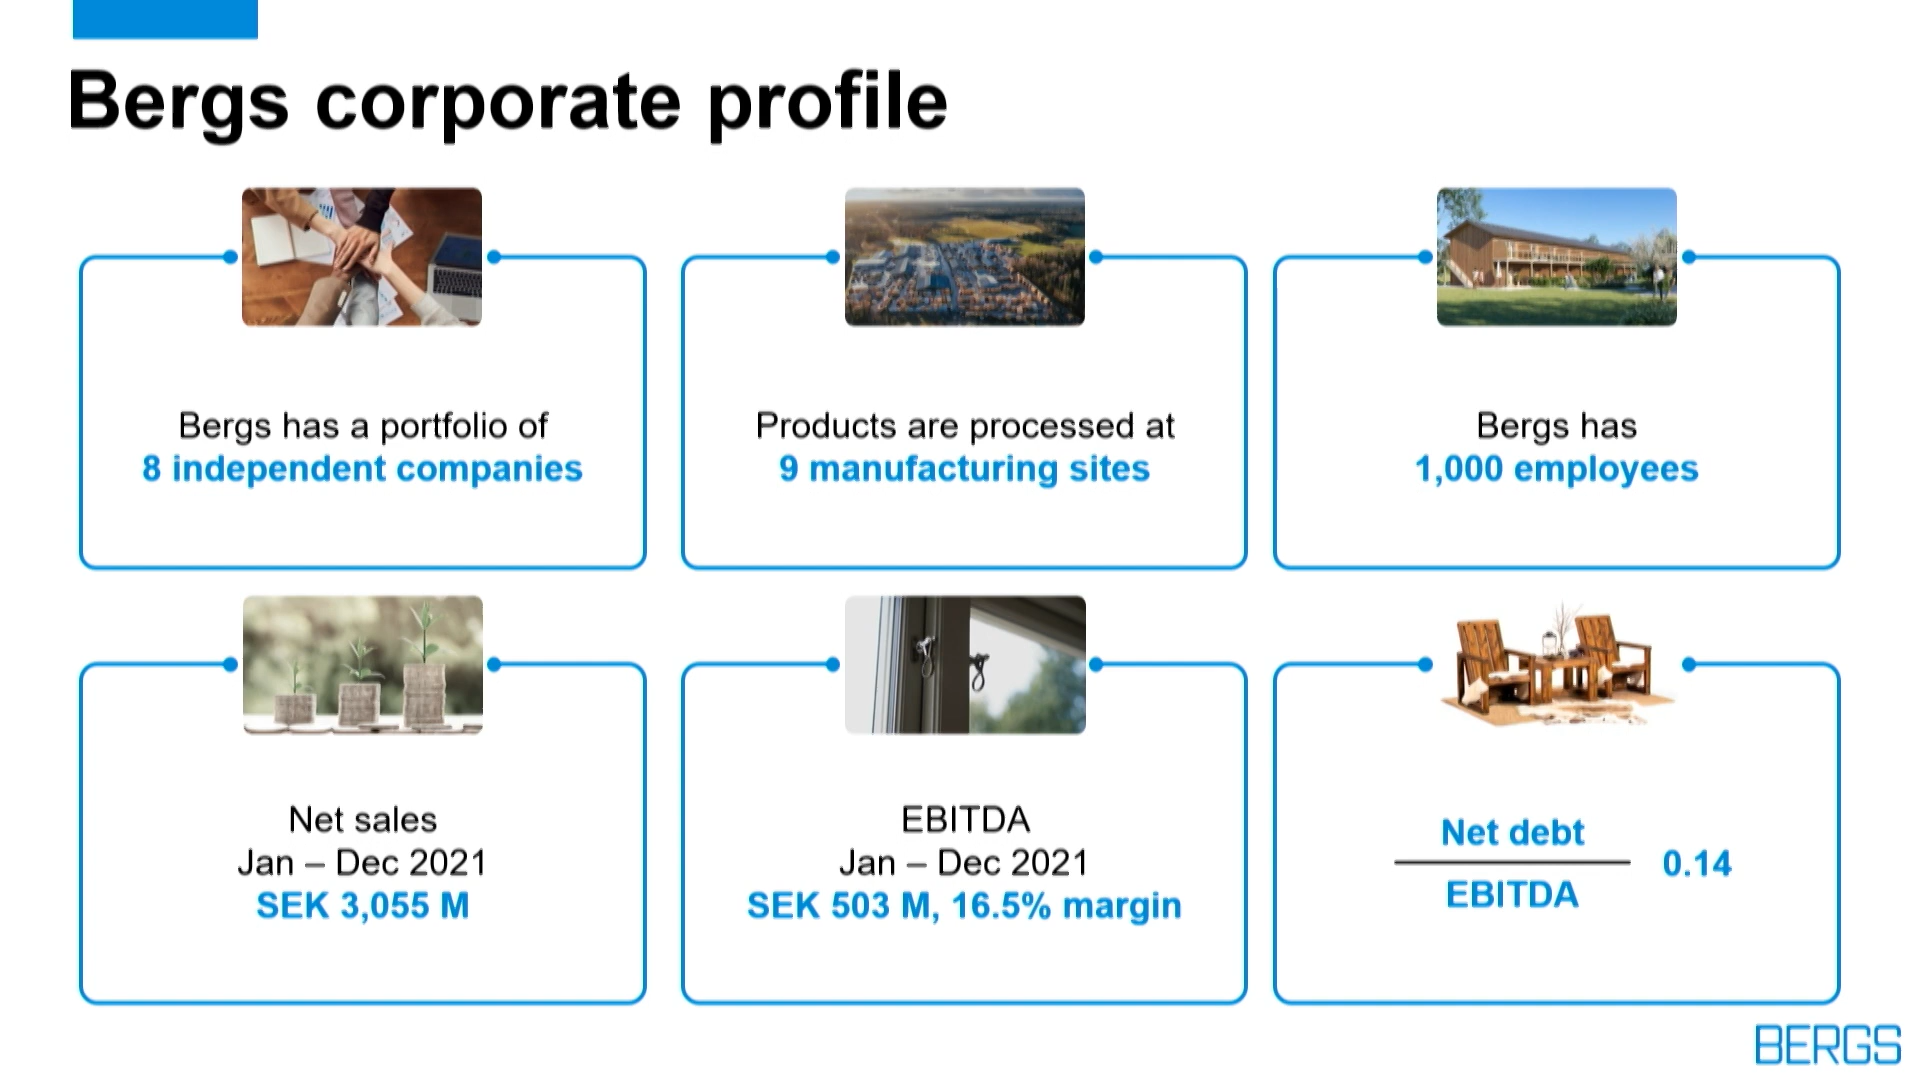 Bergs corporate profile
Bergs has a portfolio of
8 independent companies
Products are processed at
9 manufacturing sites
Bergs has
1,000 employees
Net sales
Jan – Dec 2021
SEK 3,055 M
EBITDA
Jan – Dec 2021
SEK 503 M, 16.5% margin
Net debt
EBITDA
0.14
BERGS